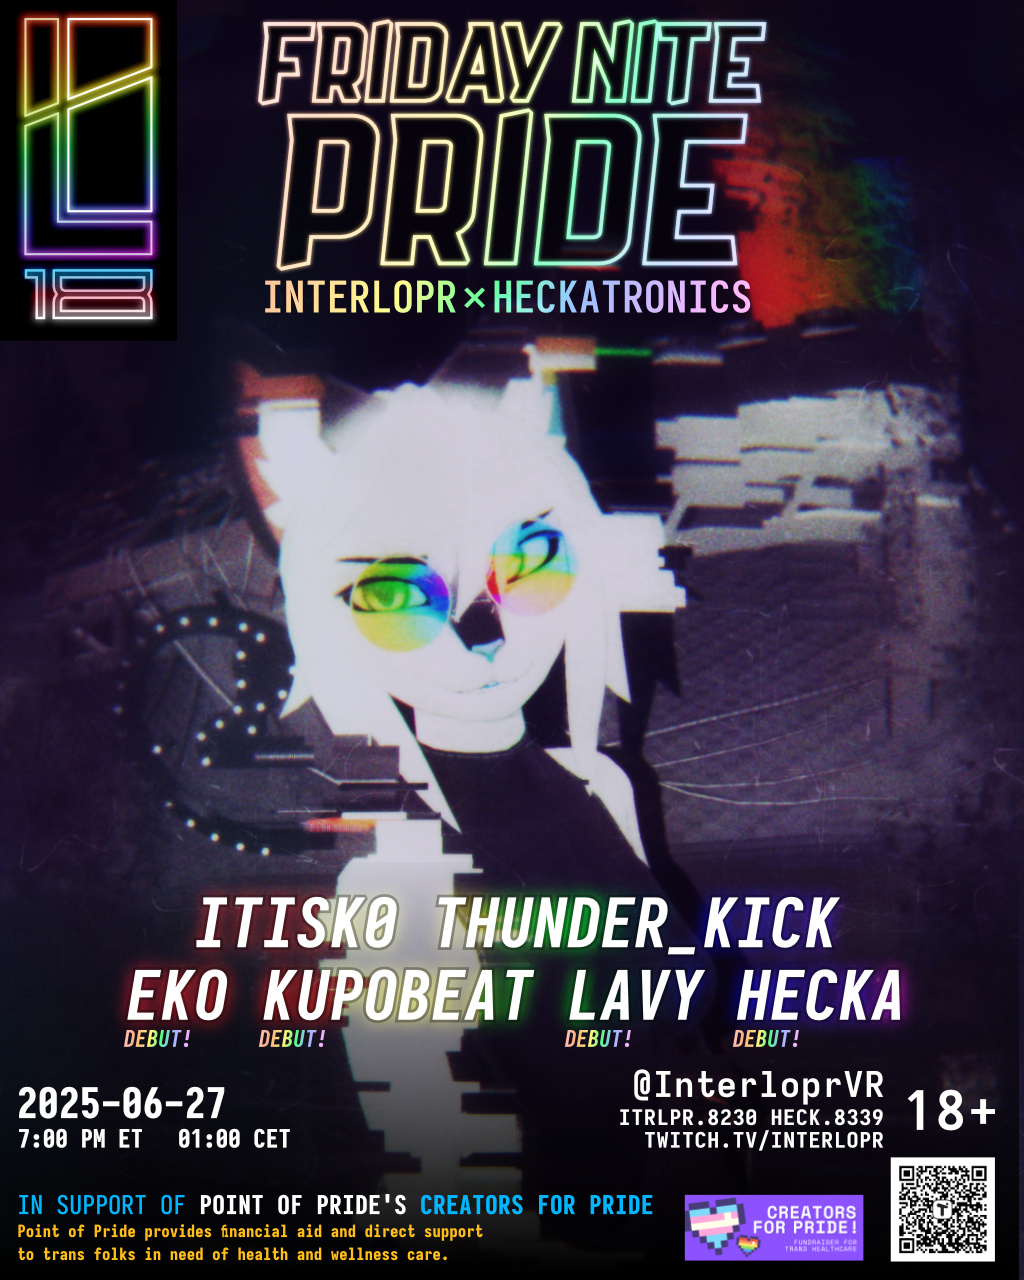 18
FRIDAY NITE
PRIDE
INTERLOPR×HECKATRONICS
ITISK0 THUNDER_KICK
EKO KUPOBEAT LAVY HECKA
DEBUT! DEBUT! DEBUT! DEBUT!
2025-06-27
7:00 PM ET 01:00 CET
@InterloprVR
ITRLPR.8230 HECK.8339
TWITCH.TV/INTERLOPR
18+
IN SUPPORT OF POINT OF PRIDE'S CREATORS FOR PRIDE
Point of Pride provides financial aid and direct support
to trans folks in need of health and wellness care.
CREATORS
FOR PRIDE!
FUNDRAISER FOR
TRANS HEALTHCARE
T